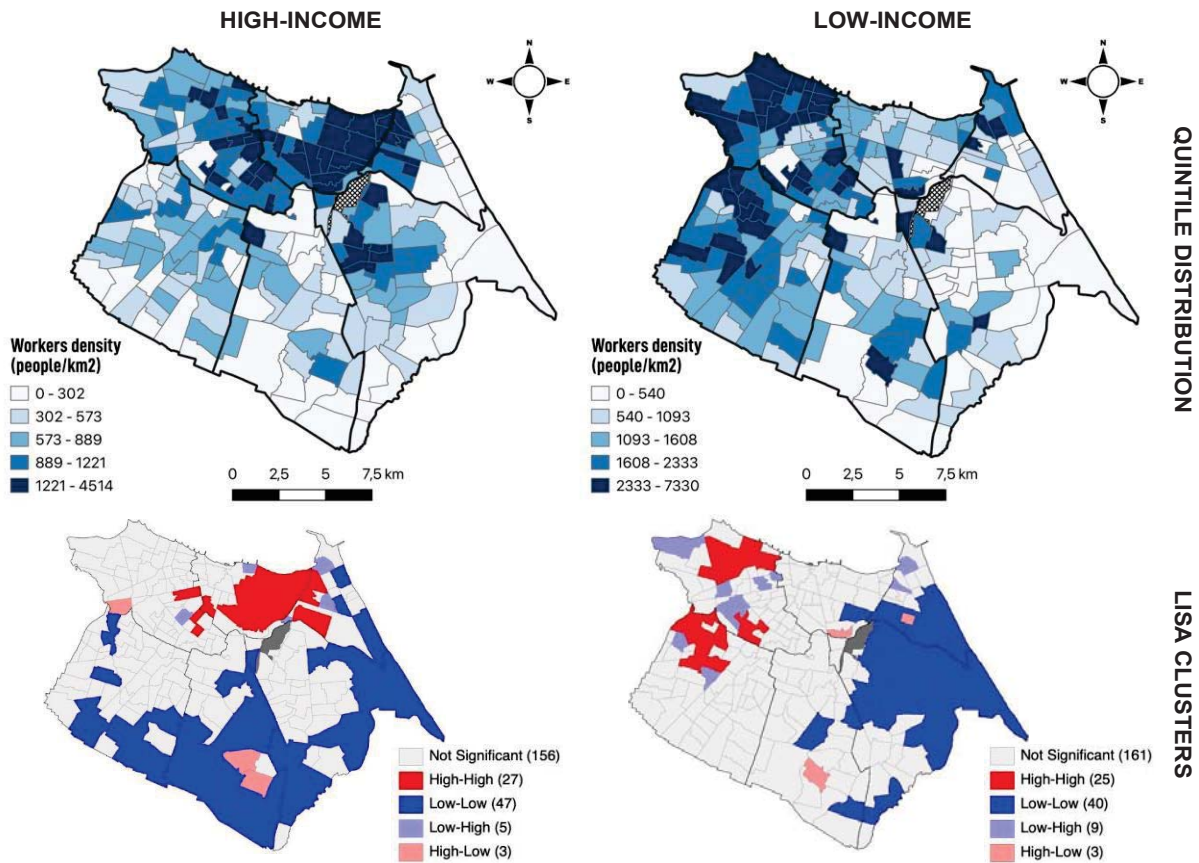 HIGH-INCOME
LOW-INCOME
N
W E
S
N
W E
S
QUINTILE DISTRIBUTION
Workers density
(people/km2)
0 - 302
302 - 573
573 - 889
889 - 1221
1221 - 4514
0 2,5 5 7,5 km
Workers density
(people/km2)
0 - 540
540 - 1093
1093 - 1608
1608 - 2333
2333 - 7330
0 2,5 5 7,5 km
LISA CLUSTERS
Not Significant (156)
High-High (27)
Low-Low (47)
Low-High (5)
High-Low (3)
Not Significant (161)
High-High (25)
Low-Low (40)
Low-High (9)
High-Low (3)